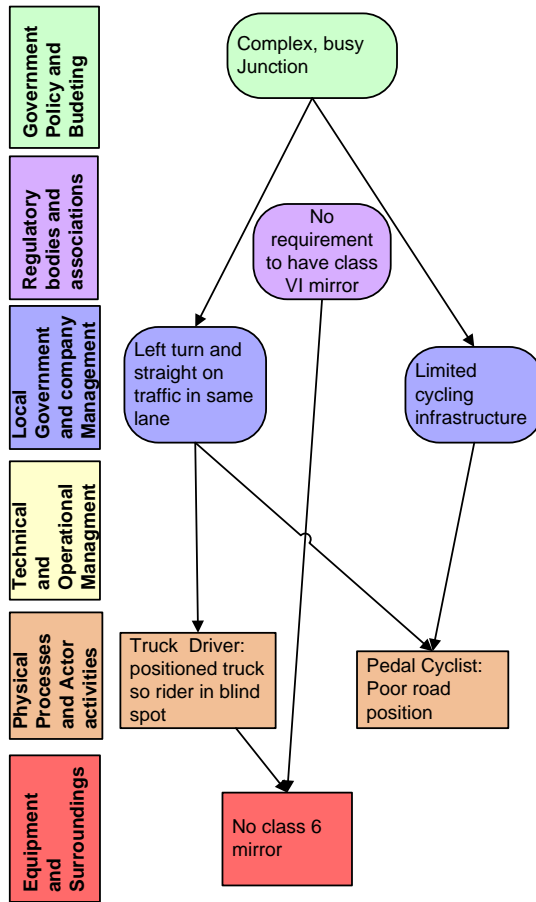 Government
Policy and
Budeting
Complex, busy
Junction
Regulatory
bodies and
associations
No
requirement
to have class
VI mirror
Local
Government
and company
Management
Left turn and
straight on
traffic in same
lane
Limited
cycling
infrastructure
Technical
and
Operational
Managment
Physical
Processes
and Actor
activities
Truck Driver:
positioned truck
so rider in blind
spot
Pedal Cyclist:
Poor road
position
Equipment
and
Surroundings
No class 6
mirror